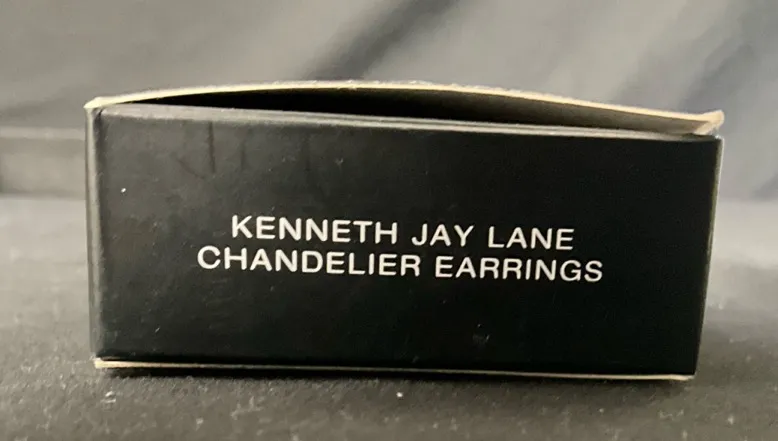 KENNETH JAY LANE
CHANDELIER EARRINGS